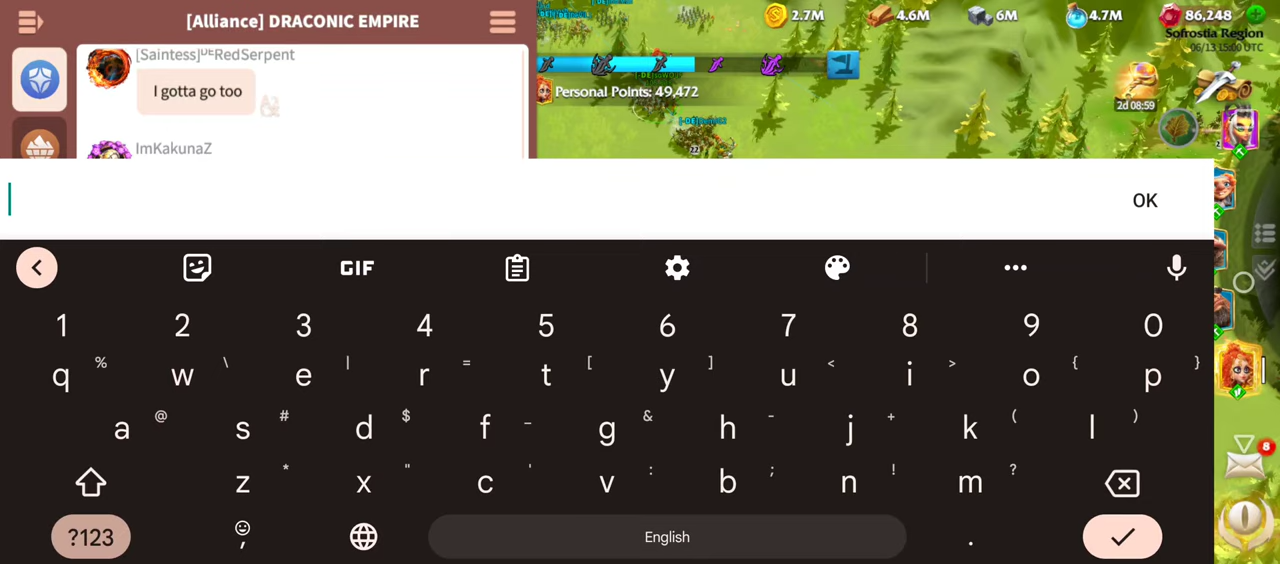 [Alliance] DRACONIC EMPIRE
2.7M
4.6M
6M
4.7M
86,248
Sofrostia Region
06/13 15:00 UTC
[Saintess]ᴰᴱRedSerpent
I gotta go too
Personal Points: 49,472
2d 08:59
ImKakunaZ
22
OK
8
GIF
1 2 3 4 5 6 7 8 9 0
% \ | = [ ] < > { }
q w e r t y u i o p
@ # $ _ & - + ( )
a s d f g h j k l
* " ' : ; ! ?
z x c v b n m
?123 , English .